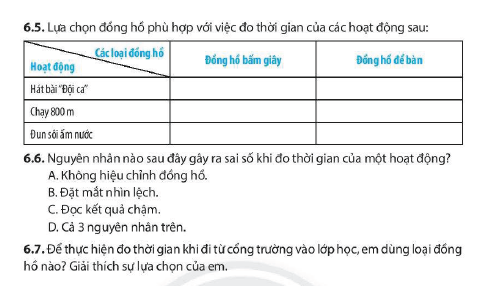 6.5. Lựa chọn đồng hồ phù hợp với việc đo thời gian của các hoạt động sau:
Các loại đồng hồ
Hoạt động
Đồng hồ bấm giây
Đồng hồ để bàn
Hát bài "Đội ca"
Chạy 800 m
Đun sôi ấm nước
6.6. Nguyên nhân nào sau đây gây ra sai số khi đo thời gian của một hoạt động?
A. Không hiệu chỉnh đồng hồ.
B. Đặt mắt nhìn lệch.
C. Đọc kết quả chậm.
D. Cả 3 nguyên nhân trên.
6.7. Để thực hiện đo thời gian khi đi từ cổng trường vào lớp học, em dùng loại đồng
hồ nào? Giải thích sự lựa chọn của em.